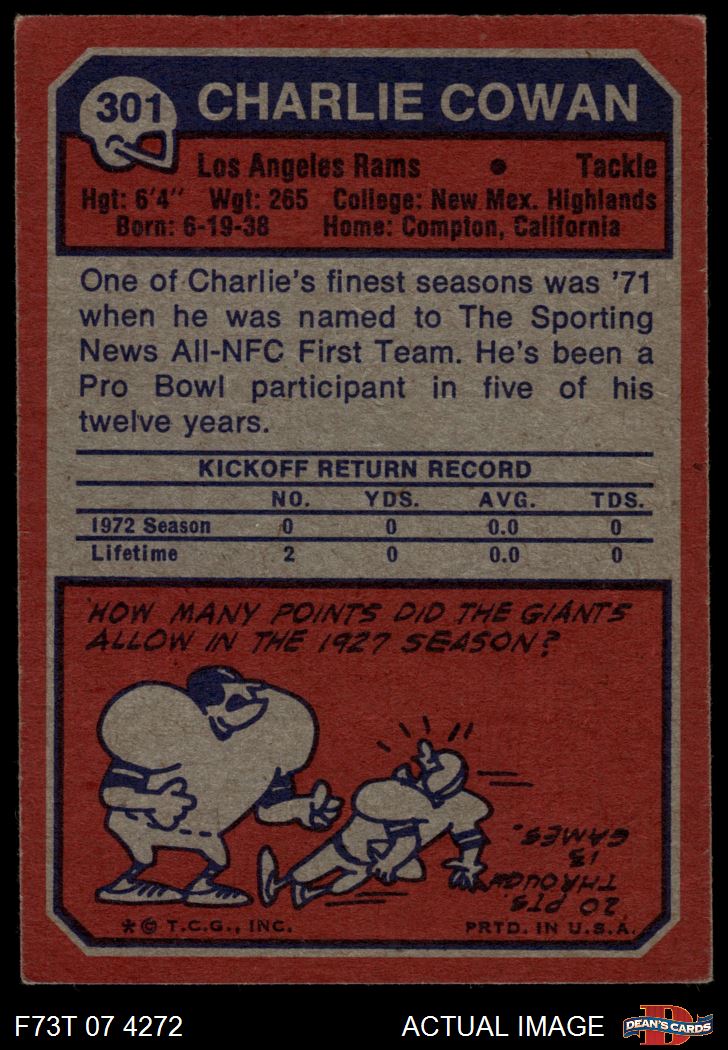 301 CHARLIE COWAN
Los Angeles Rams • Tackle
Hgt: 6'4" Wgt: 265 College: New Mex. Highlands
Born: 6-19-38 Home: Compton, California
One of Charlie's finest seasons was '71
when he was named to The Sporting
News All-NFC First Team. He's been a
Pro Bowl participant in five of his
twelve years.
KICKOFF RETURN RECORD
NO. YDS. AVG. TDS.
1972 Season 0 0 0.0 0
Lifetime 2 0 0.0 0
HOW MANY POINTS DID THE GIANTS
ALLOW IN THE 1927 SEASON?
20 PTS.
THROUGH
13
GAMES.
*© T.C.G., INC. PRTD. IN U.S.A.
F73T 07 4272 ACTUAL IMAGE
D
DEAN'S CARDS